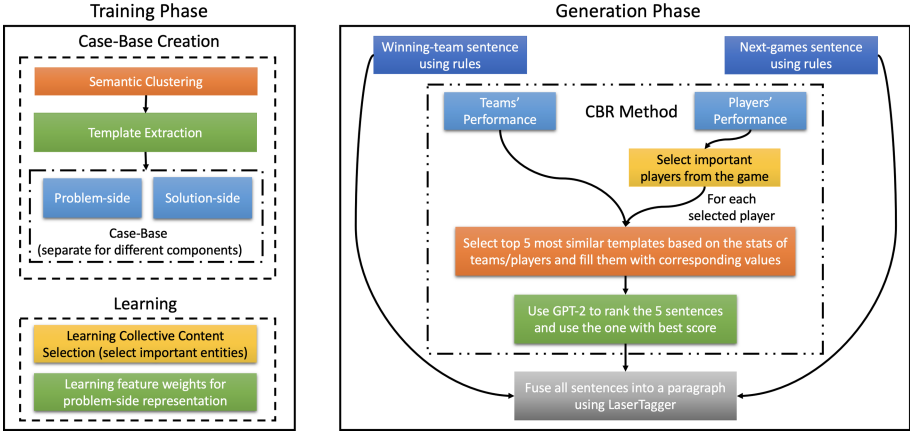 Training Phase
Case-Base Creation
Semantic Clustering
Template Extraction
Problem-side
Solution-side
Case-Base
(separate for different components)
Learning
Learning Collective Content
Selection (select important entities)
Learning feature weights for
problem-side representation
Generation Phase
Winning-team sentence
using rules
Next-games sentence
using rules
CBR Method
Teams'
Performance
Players'
Performance
Select important
players from the game
For each
selected player
Select top 5 most similar templates based on the stats of
teams/players and fill them with corresponding values
Use GPT-2 to rank the 5 sentences
and use the one with best score
Fuse all sentences into a paragraph
using LaserTagger